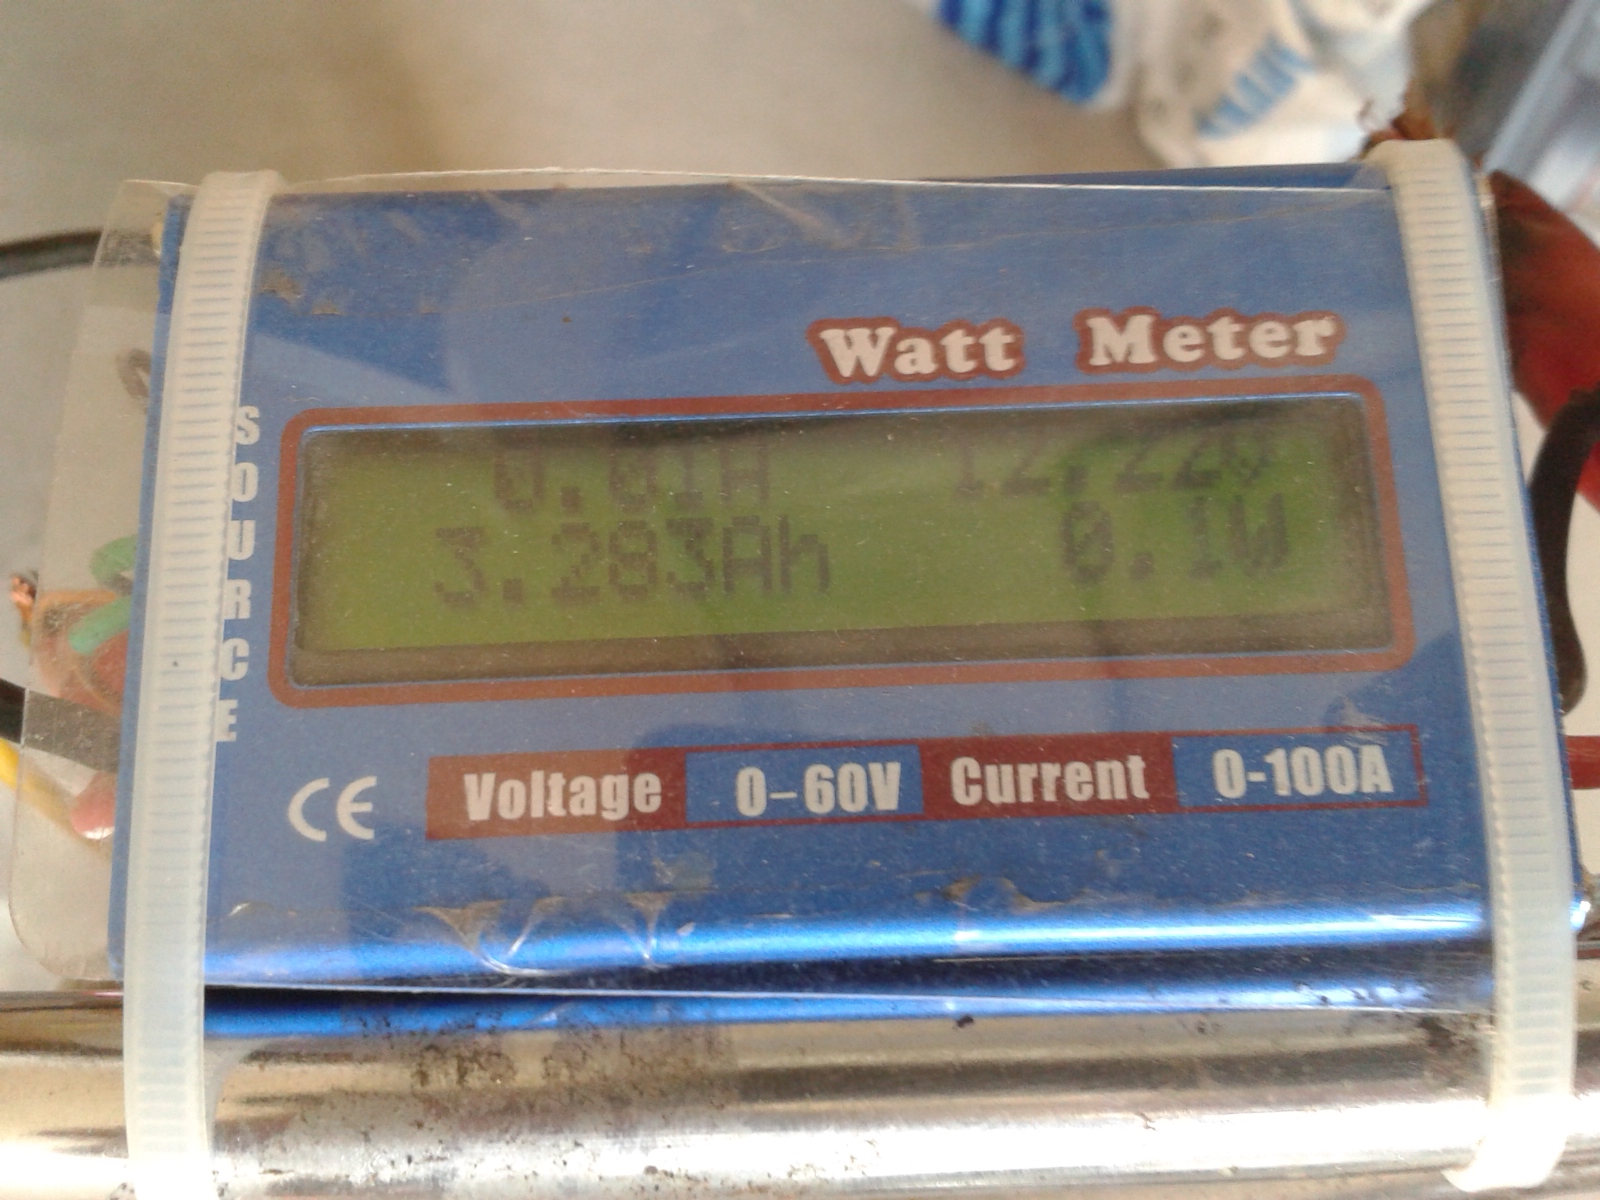 Watt Meter
SOURCE
0.01A 12.22V
3.283Ah 0.1W
CE Voltage 0-60V Current 0-100A